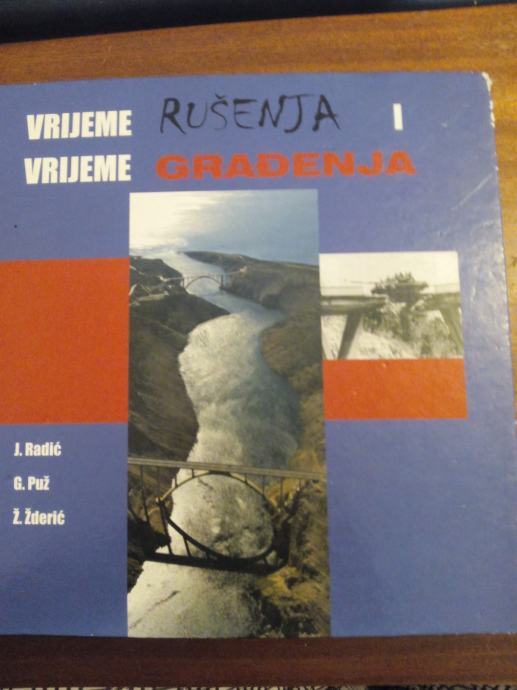 VRIJEME RUŠENJA I
VRIJEME GRAĐENJA
J. Radić
G. Puž
Ž. Žderić